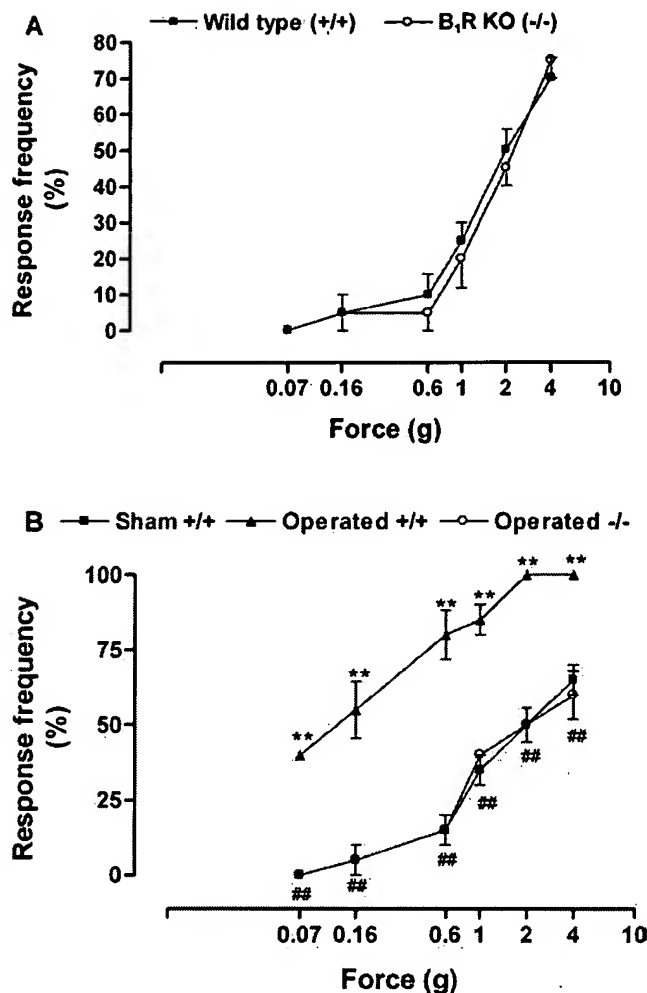 A
Wild type (+/+) B₁R KO (-/-)
Response frequency
(%)
80
70
60
50
40
30
20
10
0
0.07 0.16 0.6 1 2 4 10
Force (g)
B
Sham +/+ Operated +/+ Operated -/-
Response frequency
(%)
100
75
50
25
0
** ** ** ** ** **
## ## ## ## ## ##
0.07 0.16 0.6 1 2 4 10
Force (g)